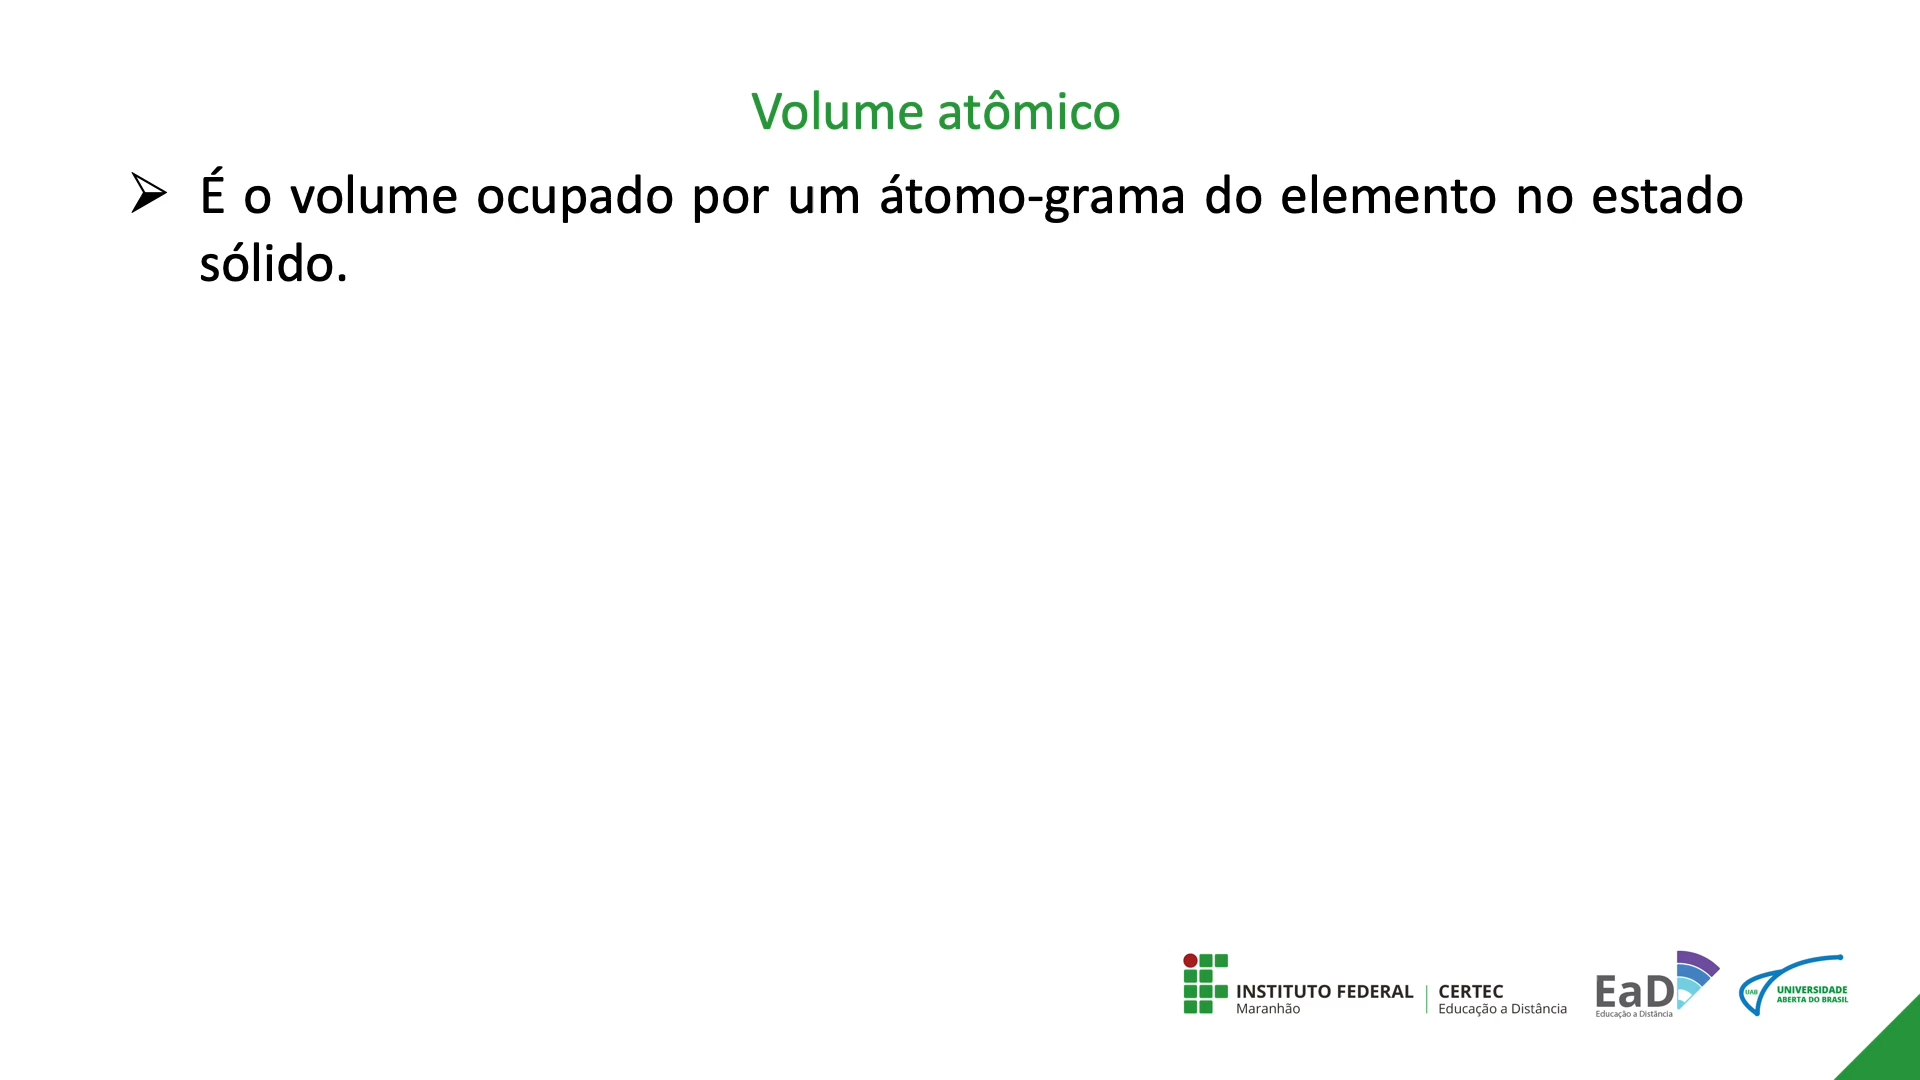 Volume atômico
➢ É o volume ocupado por um átomo-grama do elemento no estado
sólido.
INSTITUTO FEDERAL
Maranhão
CERTEC
Educação a Distância
EaD
Educação a Distância
UAB
UNIVERSIDADE
ABERTA DO BRASIL